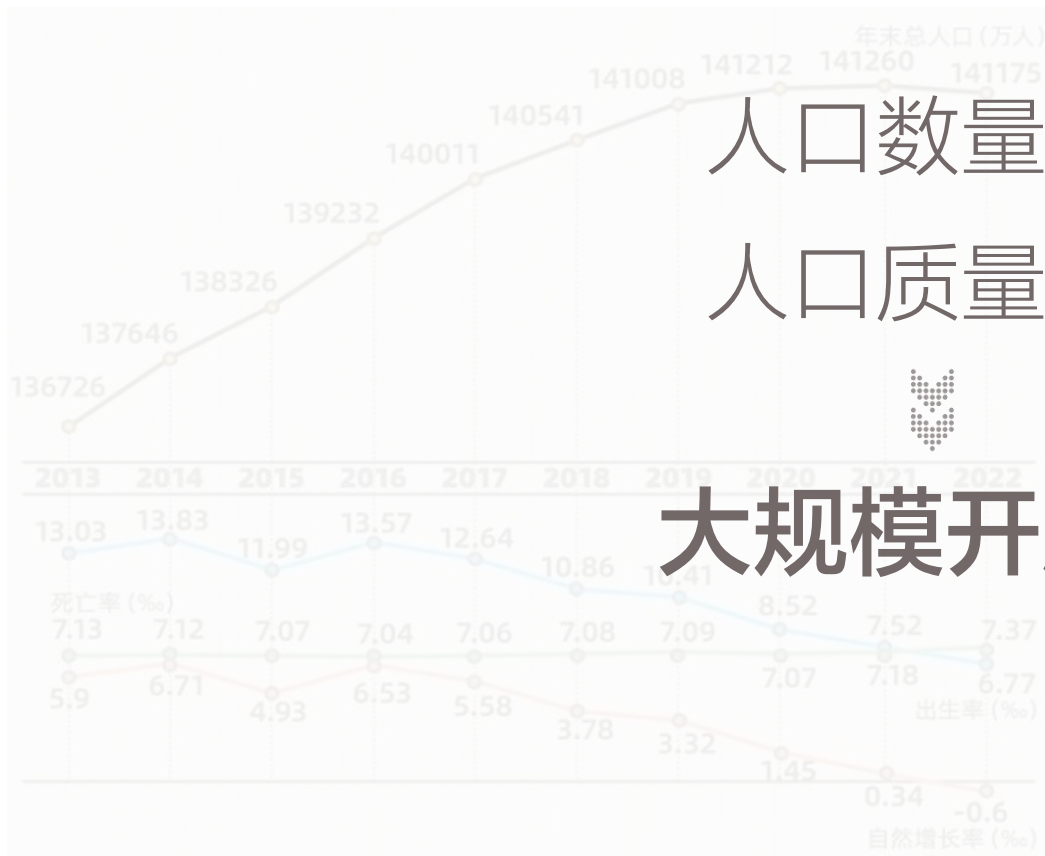 年末总人口(万人)
141008 141212 141260 141175
140541
140011
139232
138326
137646
136726
人口数量
人口质量
2013 2014 2015 2016 2017 2018 2019 2020 2021 2022
大规模开
13.03 13.83 11.99 13.57 12.64 10.86 10.41 8.52 7.52 7.37
死亡率(‰)
7.13 7.12 7.07 7.04 7.06 7.08 7.09 7.07 7.18 6.77
出生率(‰)
5.9 6.71 4.93 6.53 5.58 3.78 3.32 1.45 0.34 -0.6
自然增长率(‰)